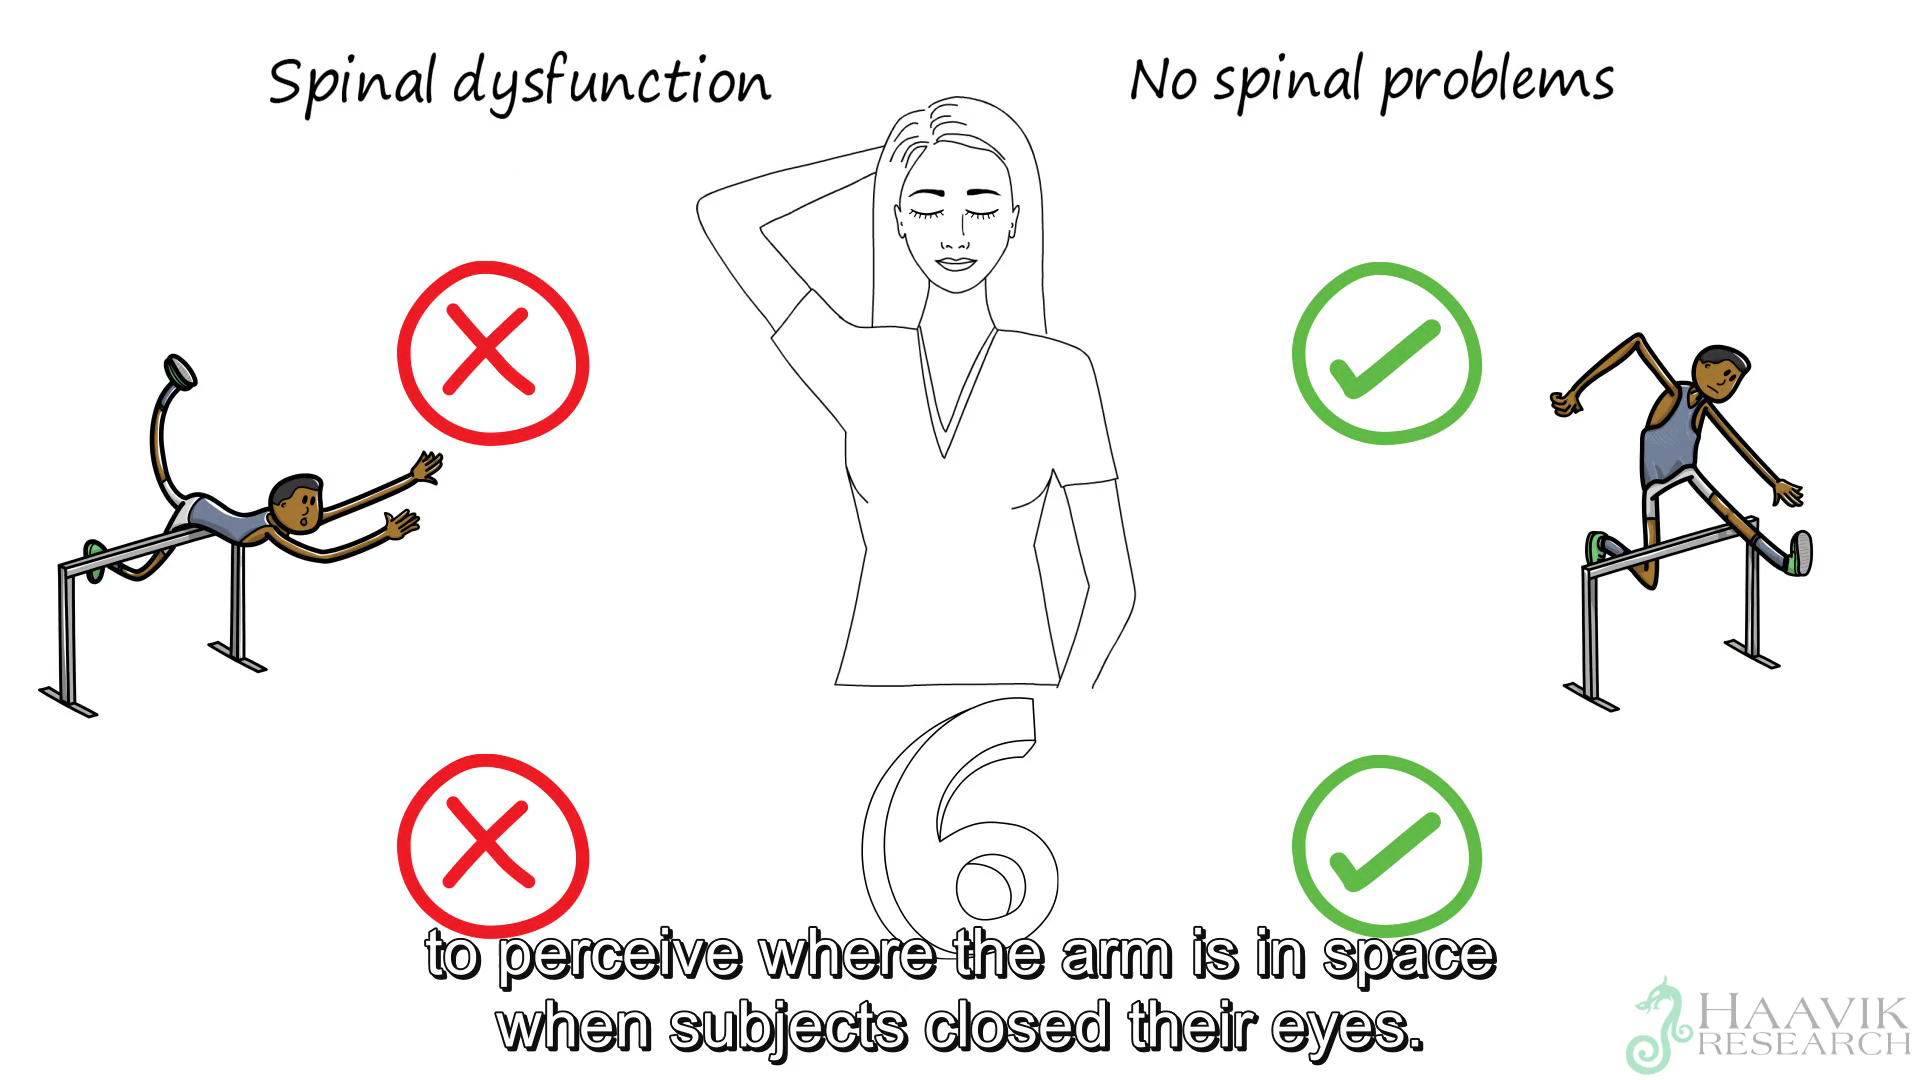 Spinal dysfunction
No spinal problems
6
to perceive where the arm is in space
when subjects closed their eyes.
HAAVIK
RESEARCH